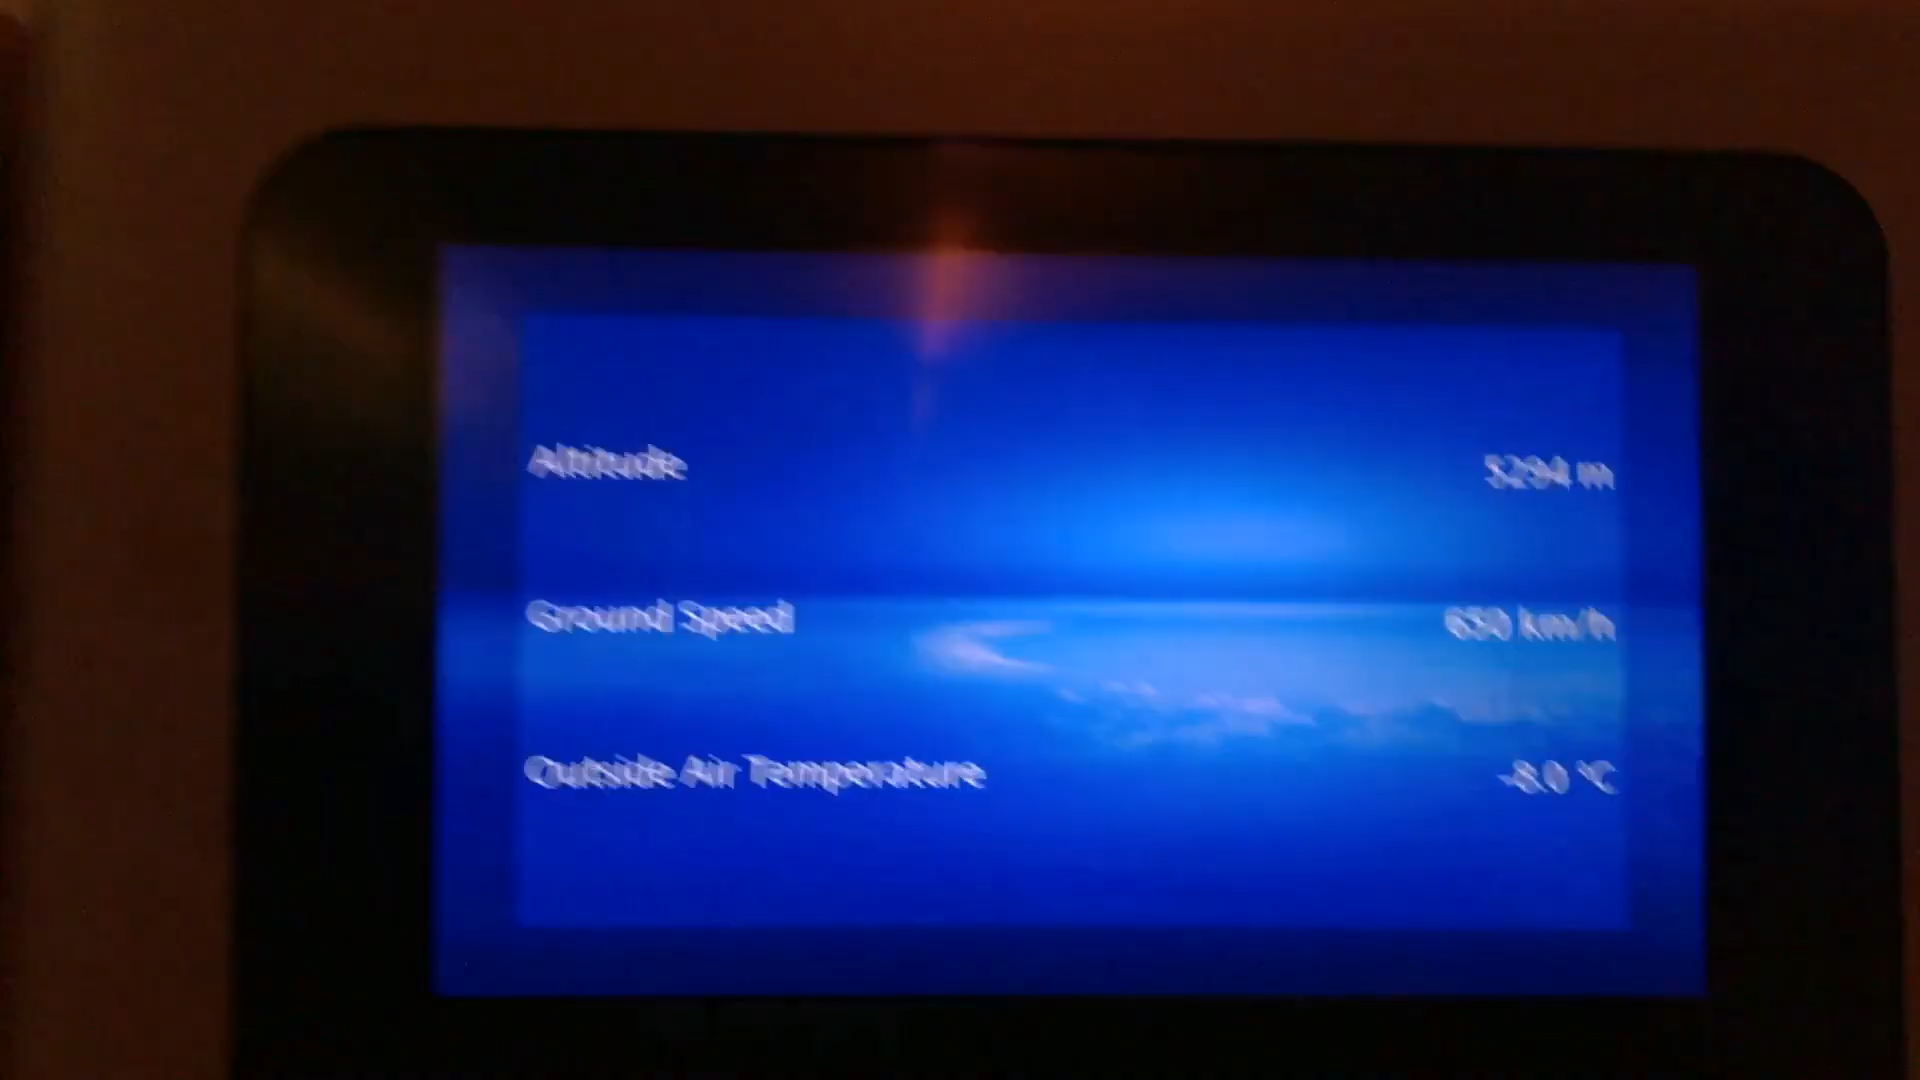 Altitude 5294 m
Ground Speed 650 km/h
Outside Air Temperature -8.0 °C